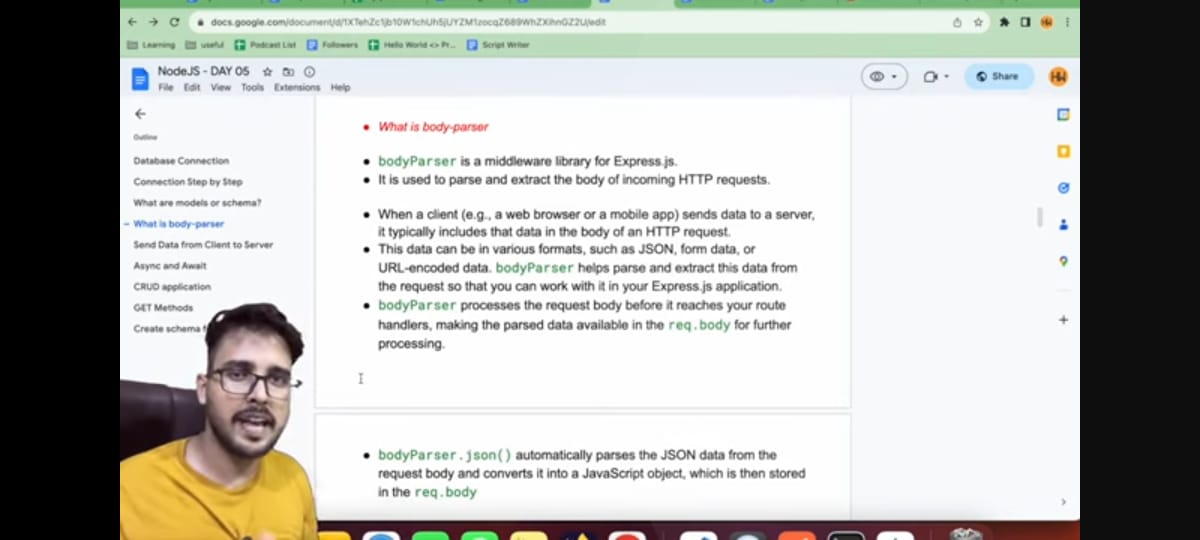 docs.google.com/document/d/1XTehZc1jb10W1chUh5jUYZM1zocqZ689WhZXihnGZ2U/edit
Learning useful Podcast List Followers Hello World <> Pr... Script Writer
NodeJS - DAY 05
File Edit View Tools Extensions Help
Share
HW
Outline
Database Connection
Connection Step by Step
What are models or schema?
What is body-parser
Send Data from Client to Server
Async and Await
CRUD application
GET Methods
Create schema
• What is body-parser
• bodyParser is a middleware library for Express.js.
• It is used to parse and extract the body of incoming HTTP requests.
• When a client (e.g., a web browser or a mobile app) sends data to a server,
it typically includes that data in the body of an HTTP request.
• This data can be in various formats, such as JSON, form data, or
URL-encoded data. bodyParser helps parse and extract this data from
the request so that you can work with it in your Express.js application.
• bodyParser processes the request body before it reaches your route
handlers, making the parsed data available in the req.body for further
processing.
• bodyParser.json() automatically parses the JSON data from the
request body and converts it into a JavaScript object, which is then stored
in the req.body